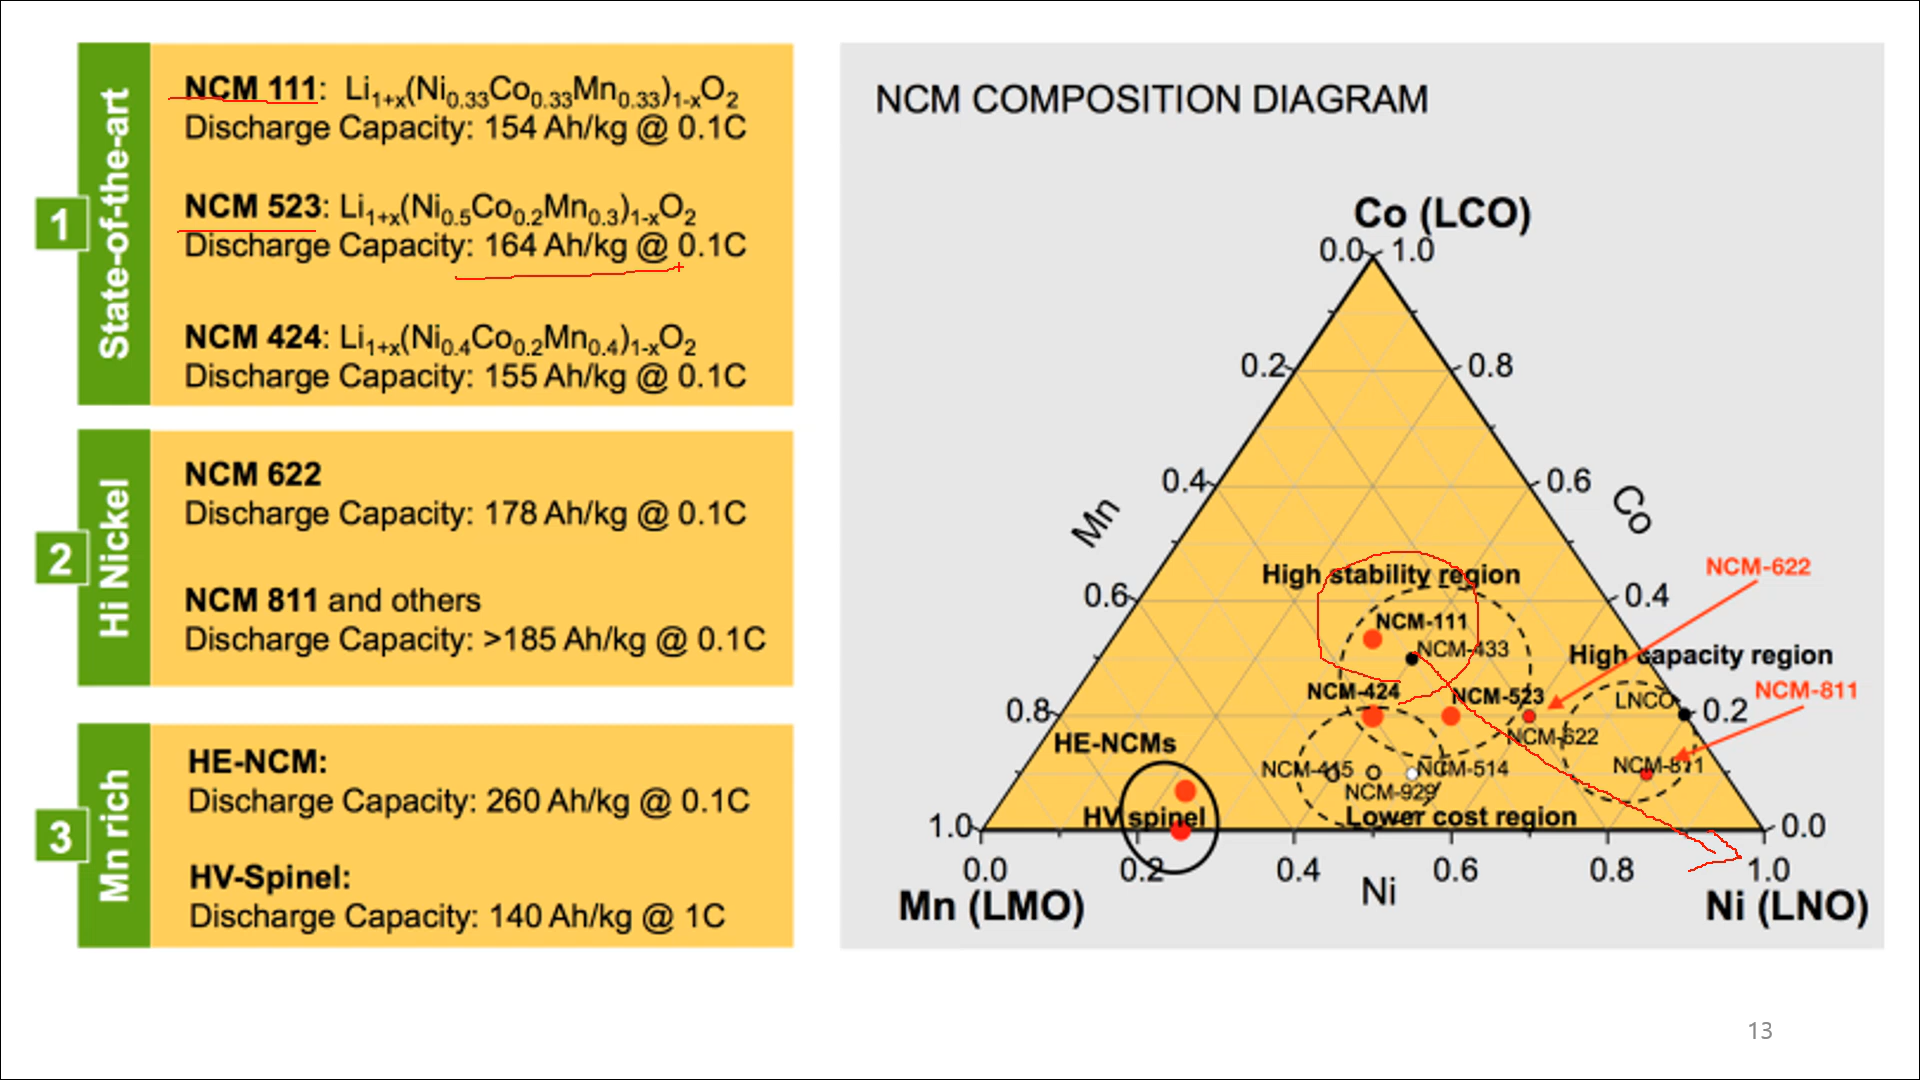 1
State-of-the-art
NCM 111: Li1+x(Ni0.33Co0.33Mn0.33)1-xO2
Discharge Capacity: 154 Ah/kg @ 0.1C
NCM 523: Li1+x(Ni0.5Co0.2Mn0.3)1-xO2
Discharge Capacity: 164 Ah/kg @ 0.1C
NCM 424: Li1+x(Ni0.4Co0.2Mn0.4)1-xO2
Discharge Capacity: 155 Ah/kg @ 0.1C
2
Hi Nickel
NCM 622
Discharge Capacity: 178 Ah/kg @ 0.1C
NCM 811 and others
Discharge Capacity: >185 Ah/kg @ 0.1C
3
Mn rich
HE-NCM:
Discharge Capacity: 260 Ah/kg @ 0.1C
HV-Spinel:
Discharge Capacity: 140 Ah/kg @ 1C
NCM COMPOSITION DIAGRAM
Co (LCO)
0.0 1.0
0.2 0.8
0.4 0.6
Mn Co
High stability region
NCM-622
0.6 0.4
NCM-111
NCM-433
High capacity region
NCM-424 NCM-523
NCM-811
LNCO
0.8 0.2
NCM-622
HE-NCMs
NCM-415 NCM-514 NCM-811
NCM-929
HV spinel Lower cost region
1.0 0.0
0.0 0.2 0.4 0.6 0.8 1.0
Ni
Mn (LMO) Ni (LNO)
13